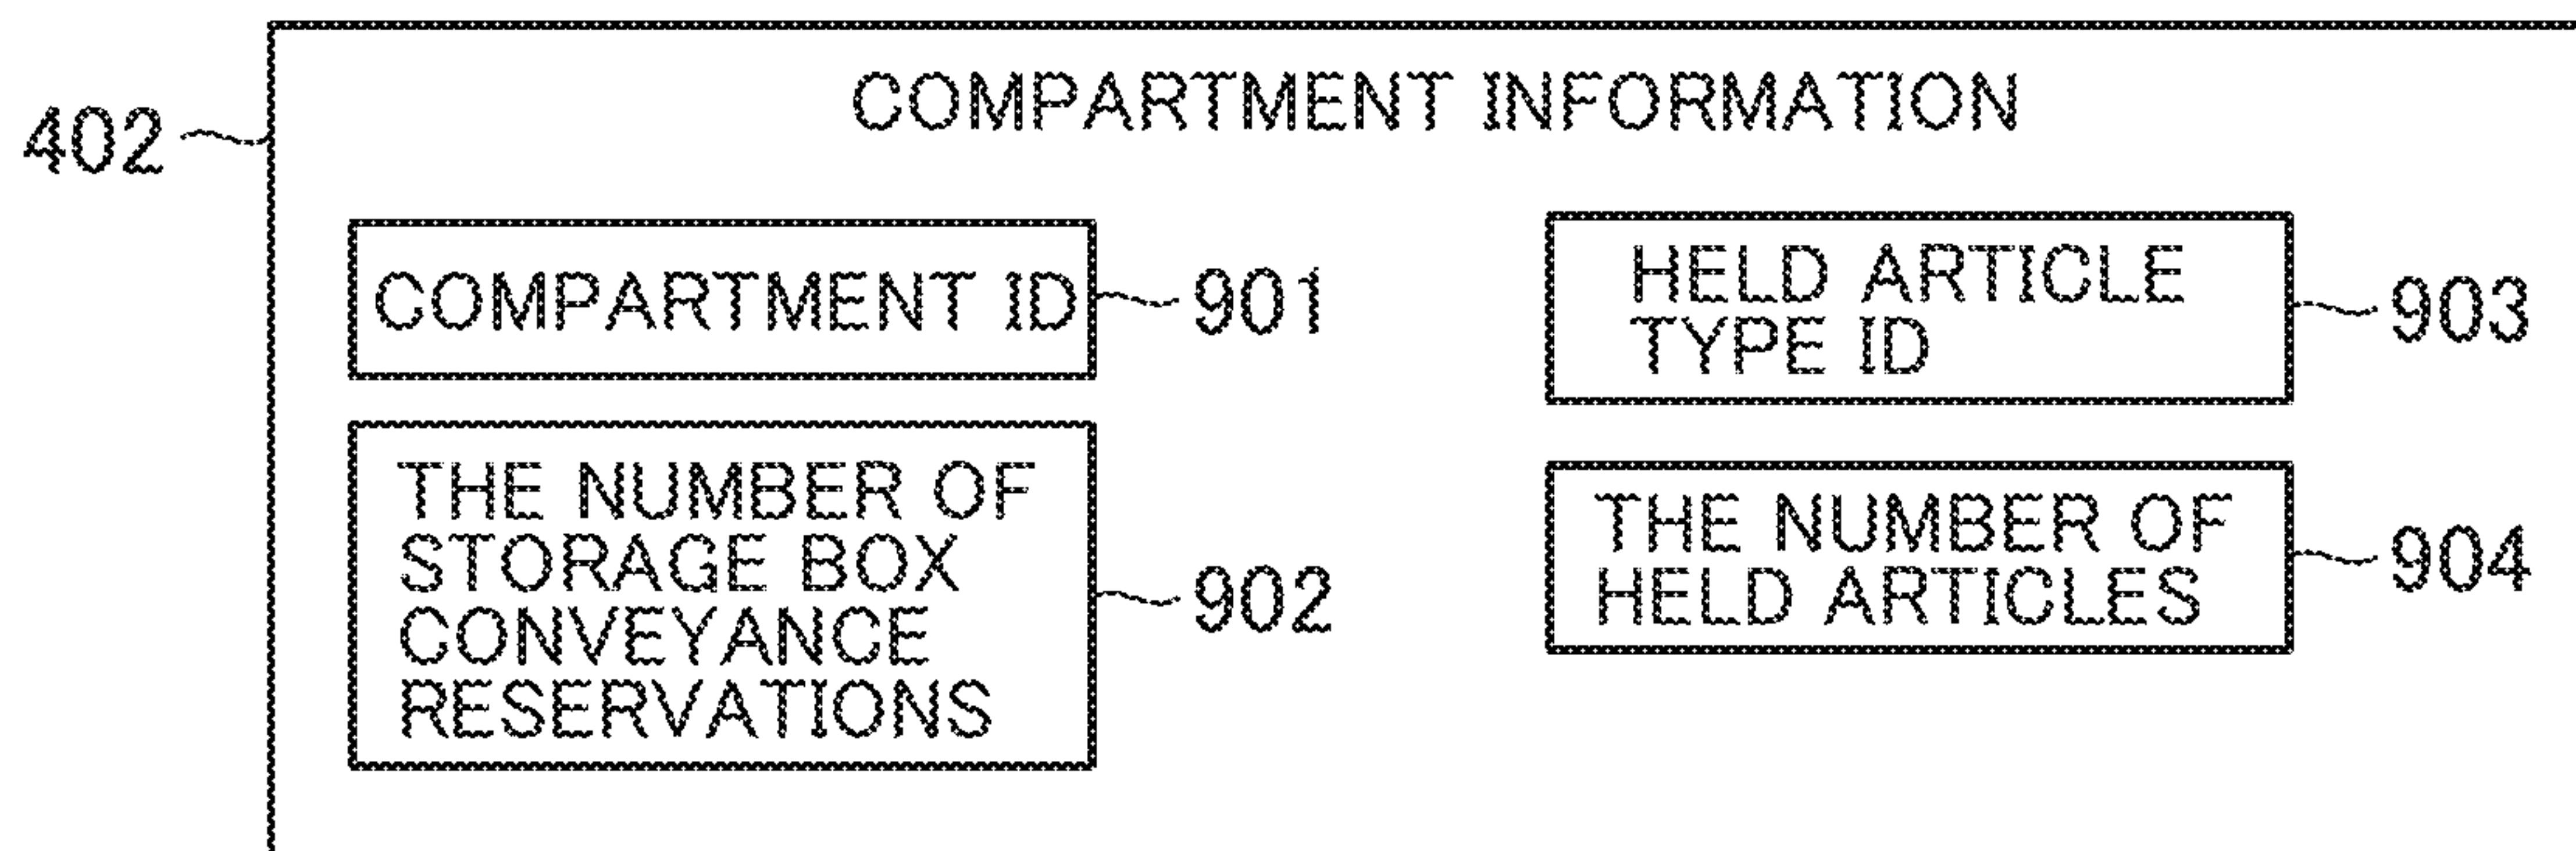 COMPARTMENT INFORMATION
402
COMPARTMENT ID
901
THE NUMBER OF
STORAGE BOX
CONVEYANCE
RESERVATIONS
902
HELD ARTICLE
TYPE ID
903
THE NUMBER OF
HELD ARTICLES
904